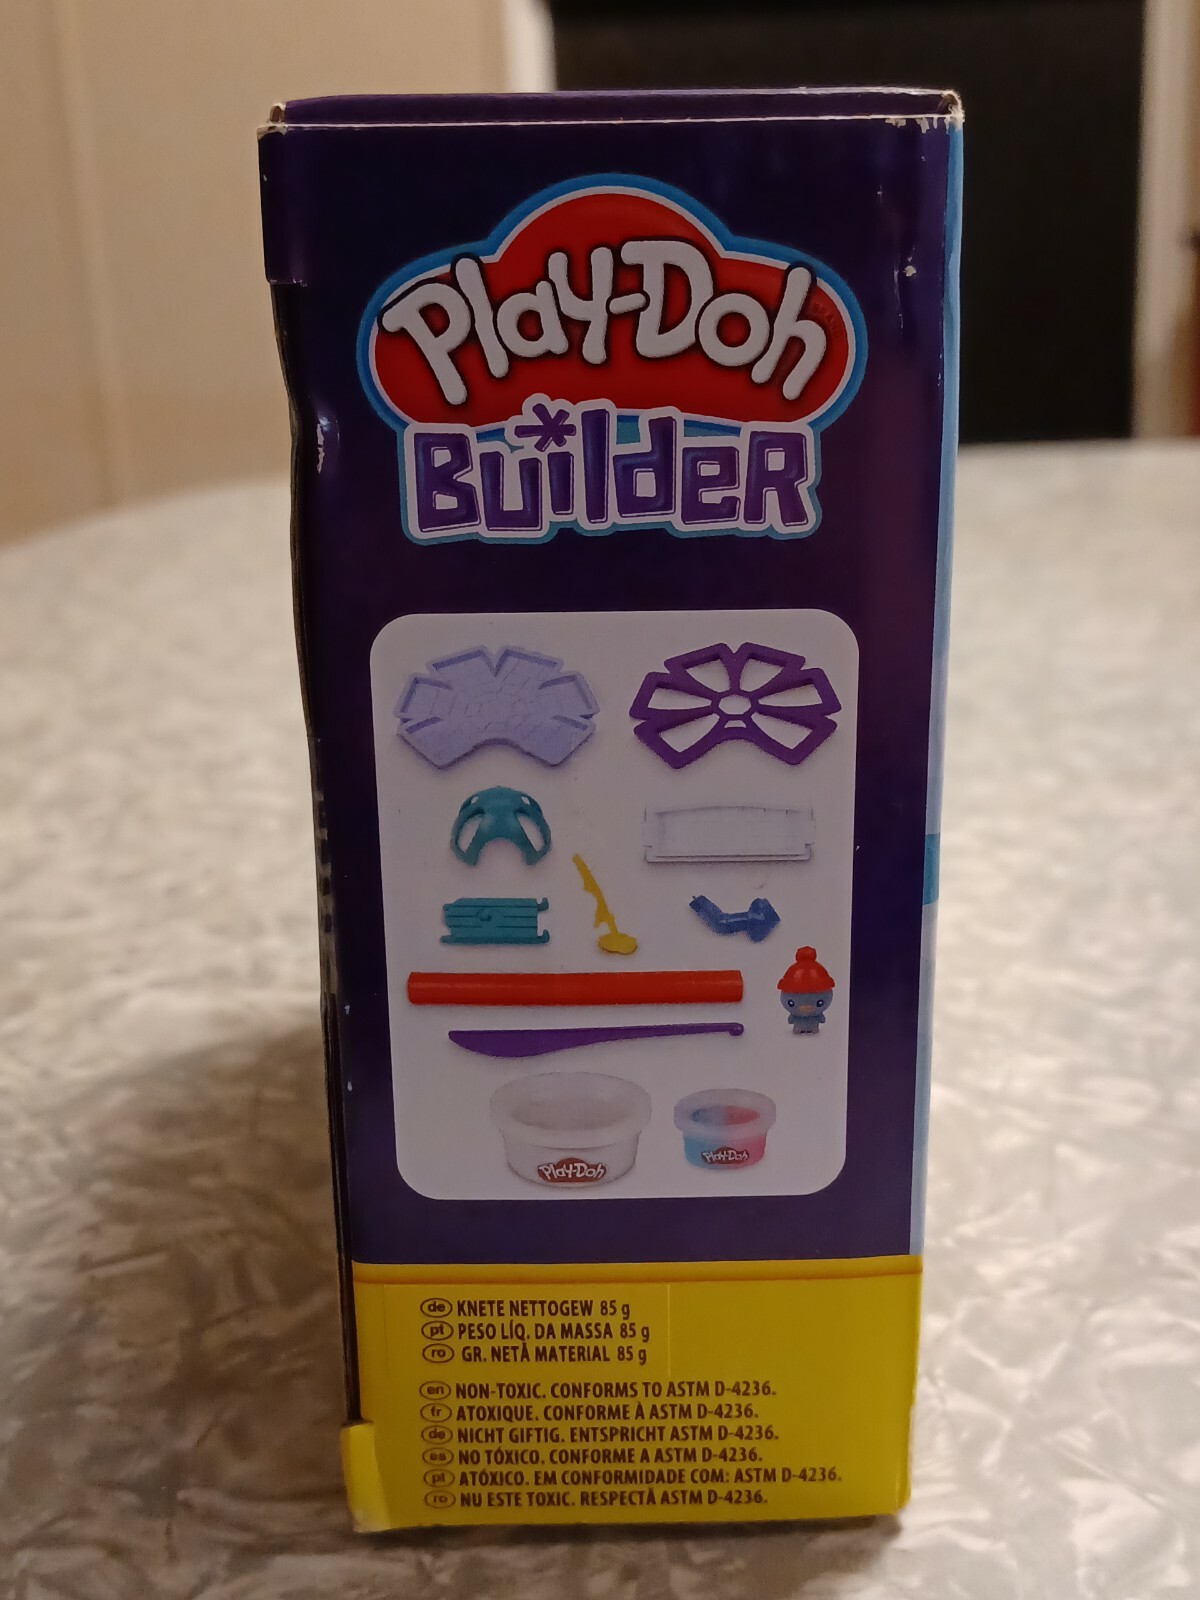 Play-Doh
BuildeR
Play-Doh
Play-Doh
de KNETE NETTOGEW 85 g
pt PESO LÍQ. DA MASSA 85 g
ro GR. NETĂ MATERIAL 85 g
en NON-TOXIC. CONFORMS TO ASTM D-4236.
fr ATOXIQUE. CONFORME À ASTM D-4236.
de NICHT GIFTIG. ENTSPRICHT ASTM D-4236.
es NO TÓXICO. CONFORME A ASTM D-4236.
pt ATÓXICO. EM CONFORMIDADE COM: ASTM D-4236.
ro NU ESTE TOXIC. RESPECTĂ ASTM D-4236.